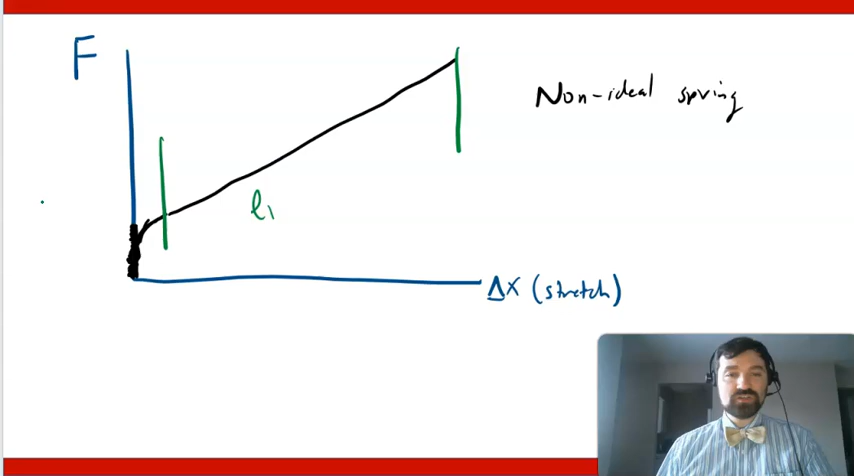 F
Non-ideal spring
l1
Δx (stretch)